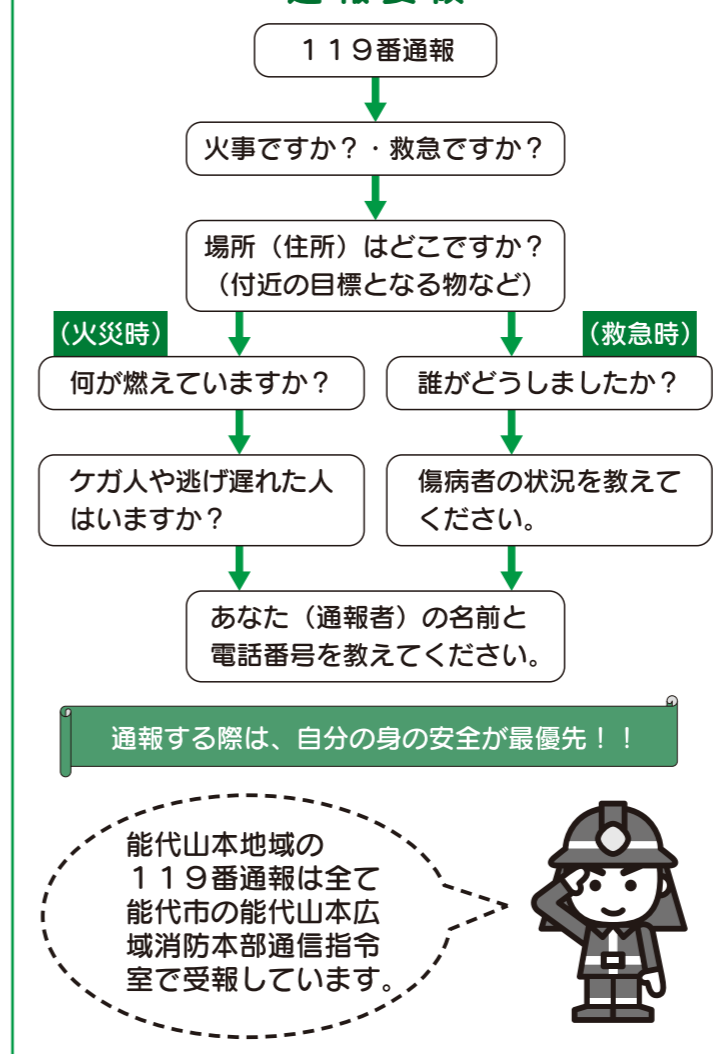 １１９番通報
火事ですか？・救急ですか？
場所（住所）はどこですか？
（付近の目標となる物など）
（火災時）
何が燃えていますか？
ケガ人や逃げ遅れた人
はいますか？
（救急時）
誰がどうしましたか？
傷病者の状況を教えて
ください。
あなた（通報者）の名前と
電話番号を教えてください。
通報する際は、自分の身の安全が最優先！！
能代山本地域の
１１９番通報は全て
能代市の能代山本広
域消防本部通信指令
室で受報しています。